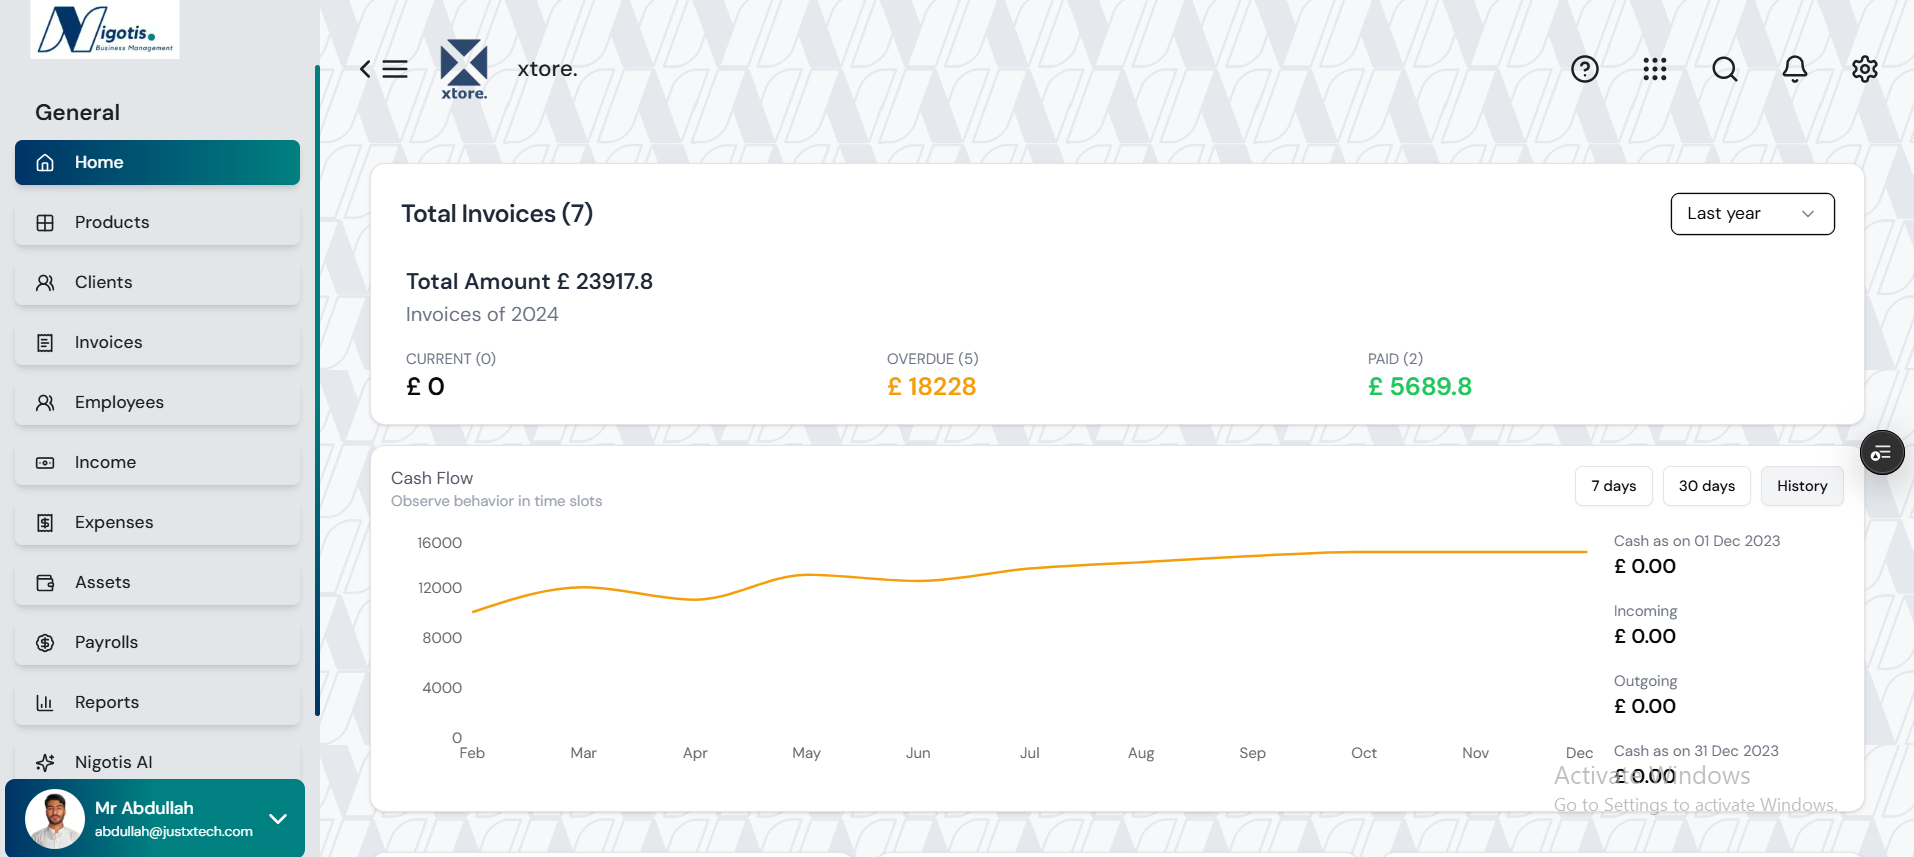 Nigotis.
Business Management
General
Home
Products
Clients
Invoices
Employees
Income
Expenses
Assets
Payrolls
Reports
Nigotis AI
Mr Abdullah
abdullah@justxtech.com
xtore.
xtore.
Total Invoices (7)
Last year
Total Amount £ 23917.8
Invoices of 2024
CURRENT (0)
£ 0
OVERDUE (5)
£ 18228
PAID (2)
£ 5689.8
Cash Flow
Observe behavior in time slots
7 days
30 days
History
16000
12000
8000
4000
0
Feb Mar Apr May Jun Jul Aug Sep Oct Nov Dec
Cash as on 01 Dec 2023
£ 0.00
Incoming
£ 0.00
Outgoing
£ 0.00
Cash as on 31 Dec 2023
£ 0.00
Activate Windows
Go to Settings to activate Windows.